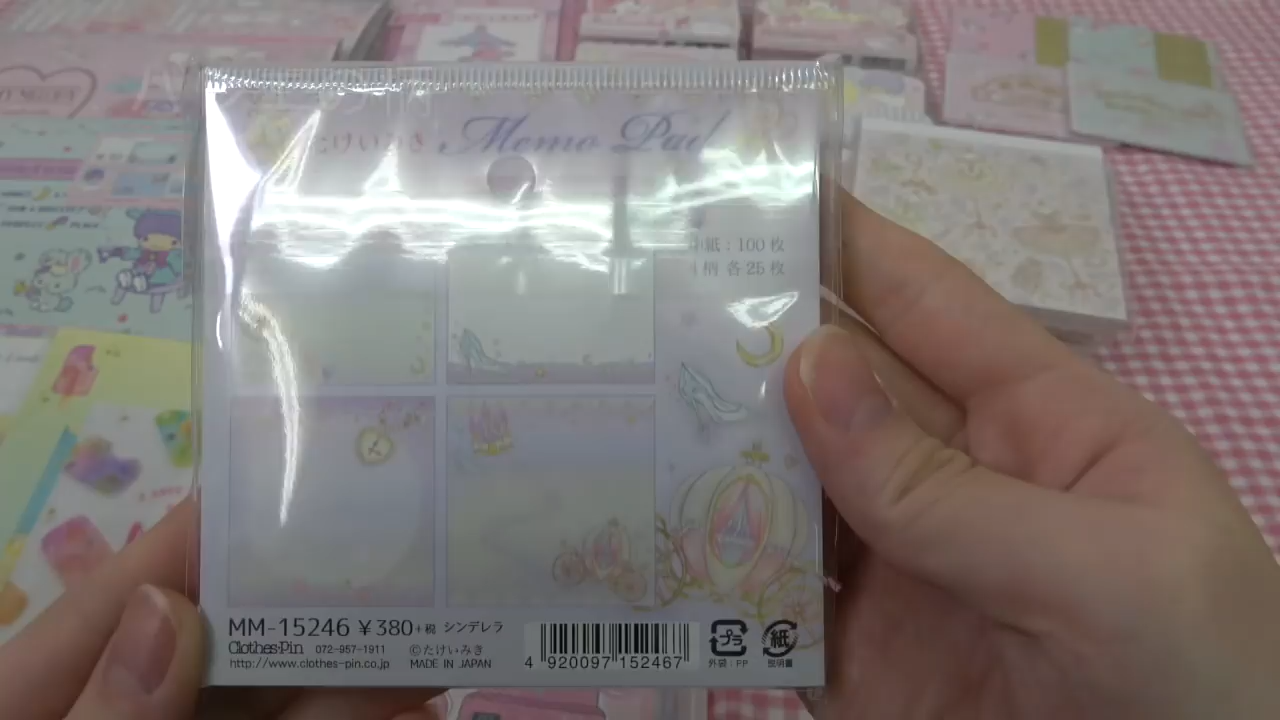 たけいみき Memo Pad
紙:100枚
柄 各25枚
MM-15246 ¥380+税 シンデレラ
Clothes-Pin 072-957-1911 ©たけいみき
http://www.clothes-pin.co.jp MADE IN JAPAN
4 920097 152467
プラ
外袋:PP
紙
説明書